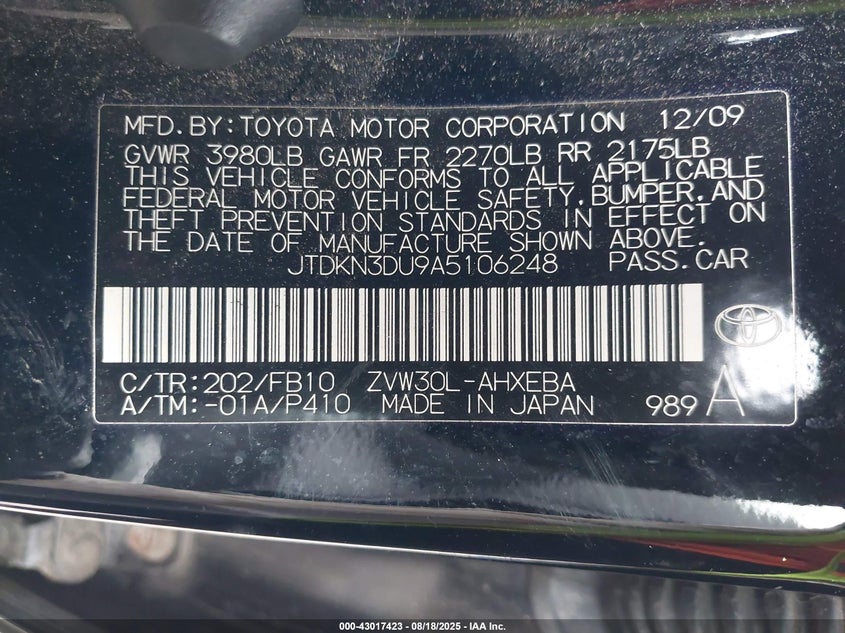 MFD.BY:TOYOTA MOTOR CORPORATION 12/09
GVWR 3980LB GAWR FR 2270LB RR 2175LB
THIS VEHICLE CONFORMS TO ALL APPLICABLE
FEDERAL MOTOR VEHICLE SAFETY,BUMPER,AND
THEFT PREVENTION STANDARDS IN EFFECT ON
THE DATE OF MANUFACTURE SHOWN ABOVE.
JTDKN3DU9A5106248 PASS.CAR
C/TR:202/FB10 ZVW30L-AHXEBA
A/TM:-01A/P410 MADE IN JAPAN 989 A
000-43017423 - 08/18/2025 - IAA Inc.